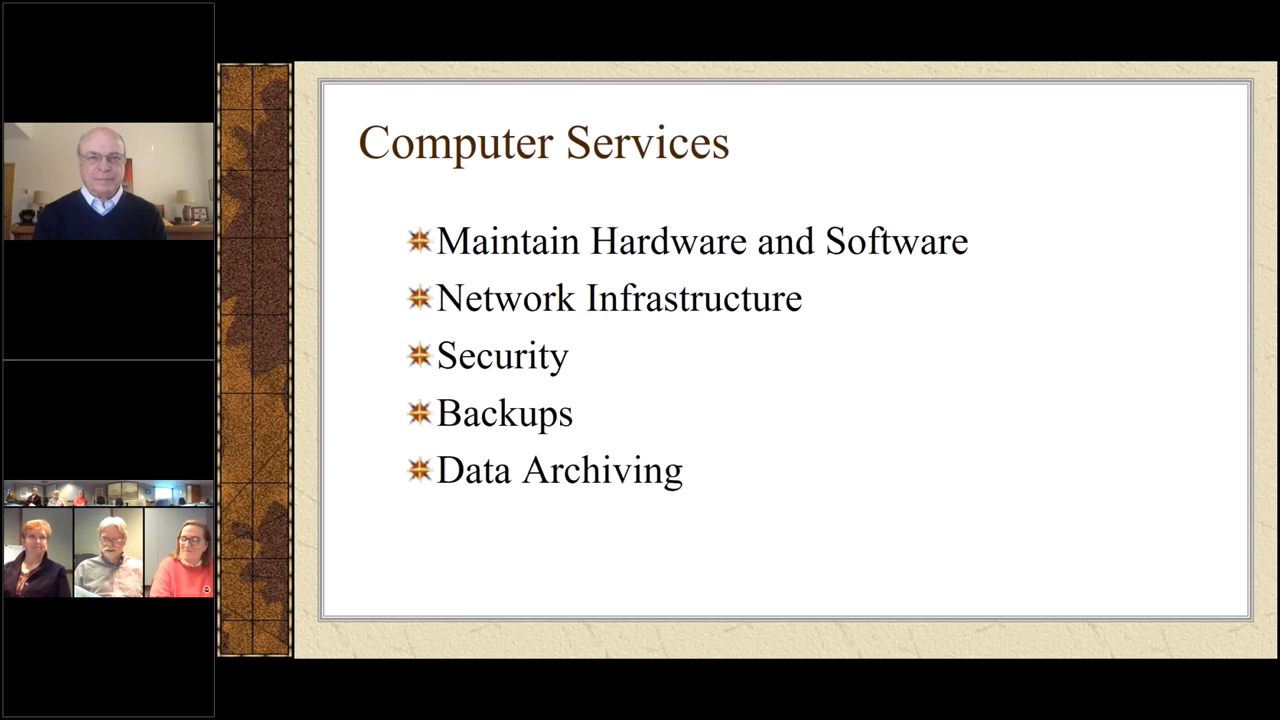 Computer Services
Maintain Hardware and Software
Network Infrastructure
Security
Backups
Data Archiving